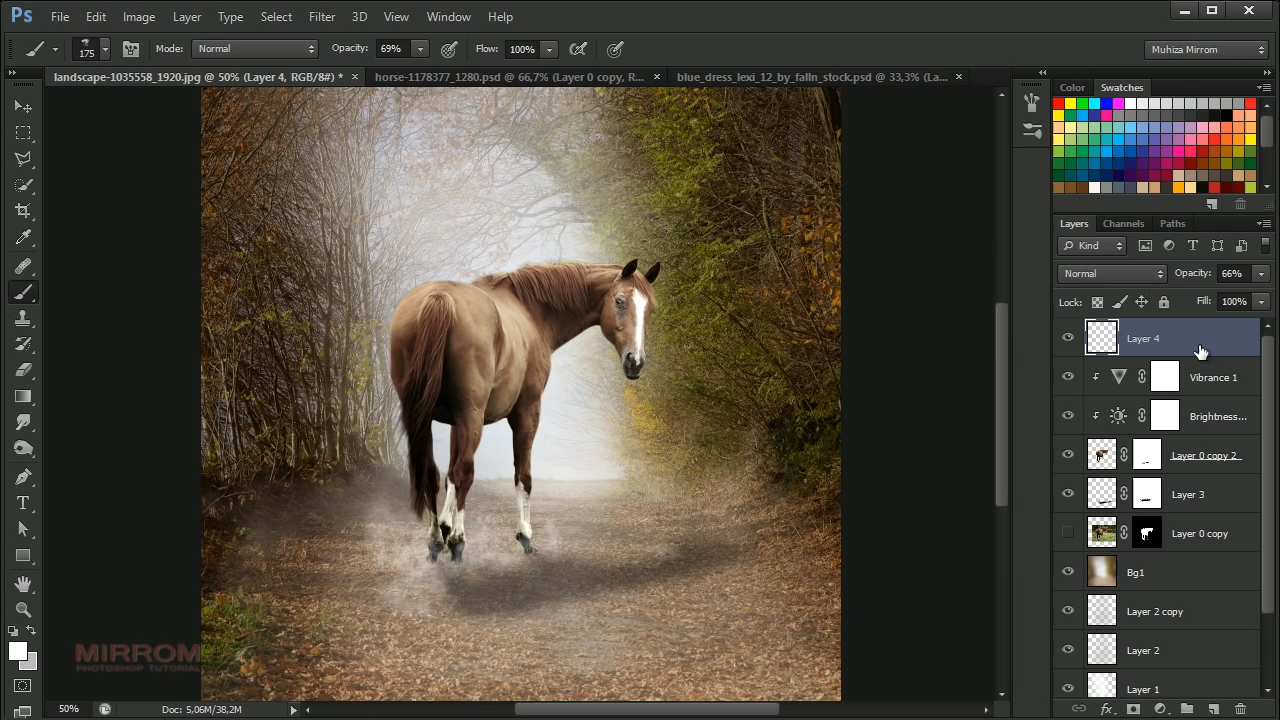 Ps File Edit Image Layer Type Select Filter 3D View Window Help
175 Mode: Normal Opacity: 69% Flow: 100% Muhiza Mirrom
landscape-1035558_1920.jpg @ 50% (Layer 4, RGB/8#) * × horse-1178377_1280.psd @ 66,7% (Layer 0 copy, R... × blue_dress_lexi_12_by_falln_stock.psd @ 33,3% (La... ×
Color Swatches
Layers Channels Paths
Kind
Normal Opacity: 66%
Lock: Fill: 100%
Layer 4
Vibrance 1
Brightness...
Layer 0 copy 2
Layer 3
Layer 0 copy
Bg1
Layer 2 copy
Layer 2
Layer 1
MIRROM
PHOTOSHOP TUTORIAL
50% Doc: 5,06M/38,2M